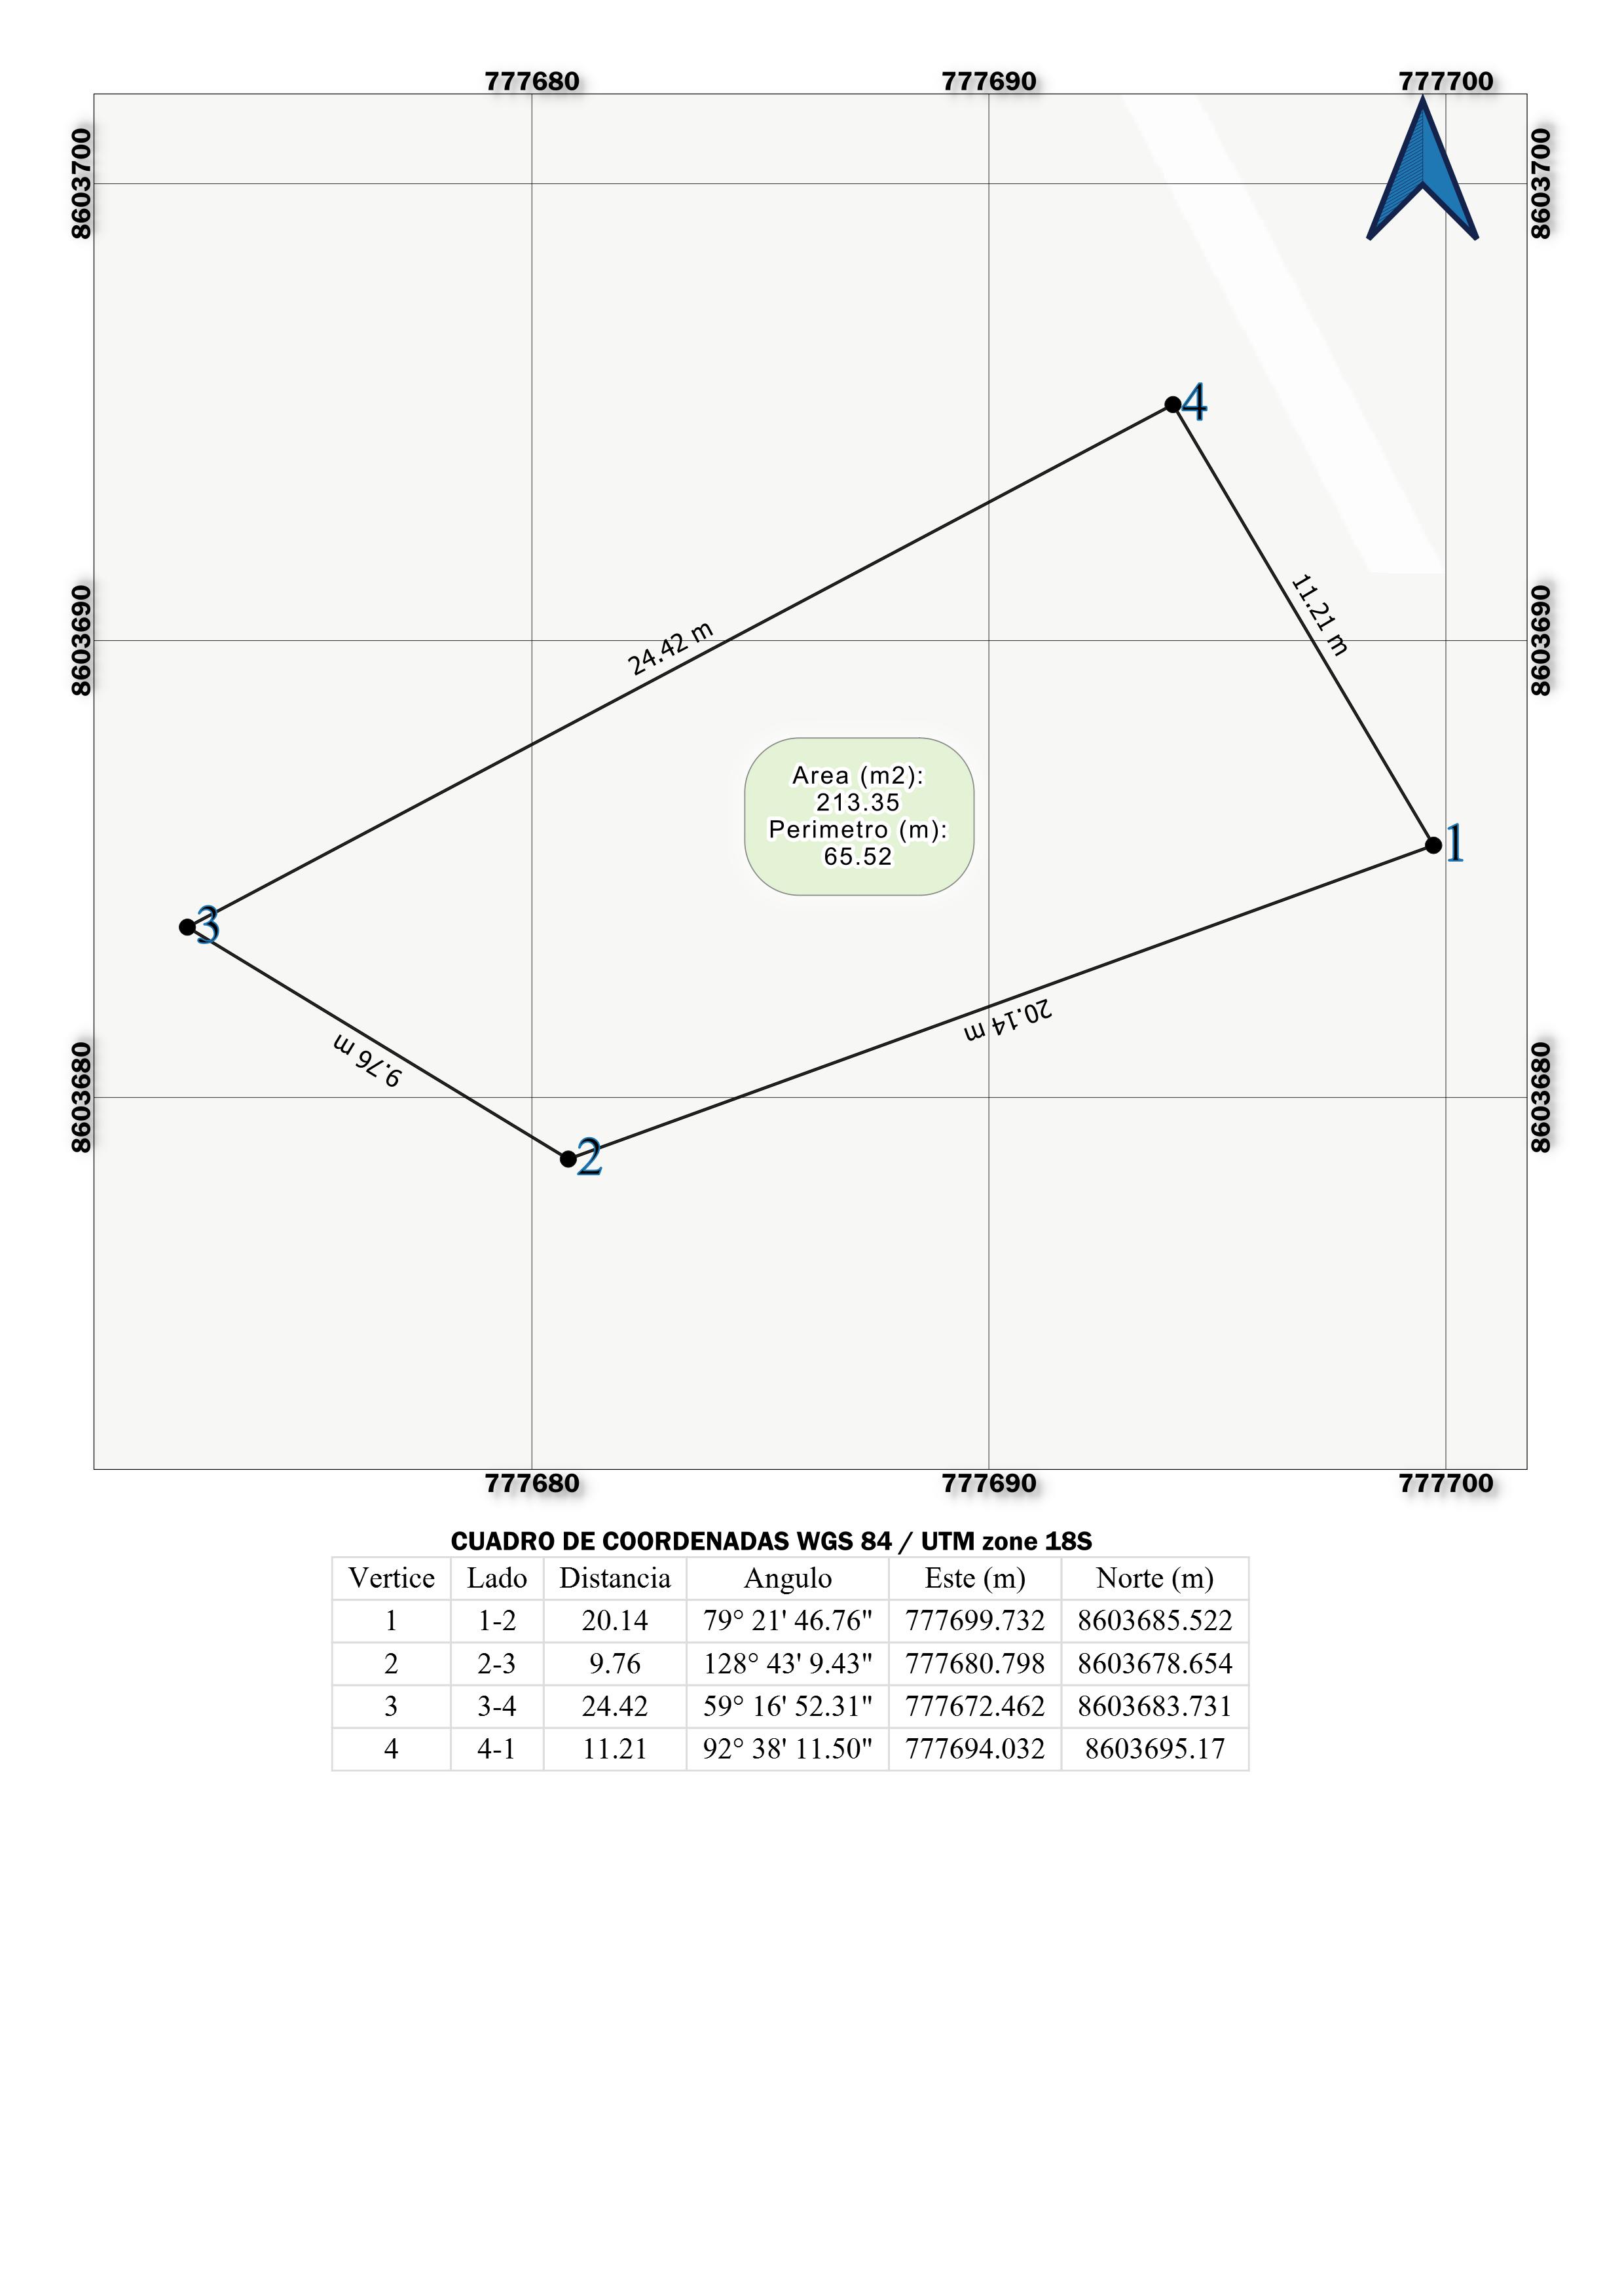 777680 777690 777700
8603700 8603700
4
11.21 m
8603690 8603690
24.42 m
Area (m2):
213.35
Perimetro (m):
65.52
1
3
20.14 m
9.76 m
8603680 8603680
2
777680 777690 777700
CUADRO DE COORDENADAS WGS 84 / UTM zone 18S
Vertice Lado Distancia Angulo Este (m) Norte (m)
1 1-2 20.14 79° 21' 46.76" 777699.732 8603685.522
2 2-3 9.76 128° 43' 9.43" 777680.798 8603678.654
3 3-4 24.42 59° 16' 52.31" 777672.462 8603683.731
4 4-1 11.21 92° 38' 11.50" 777694.032 8603695.17